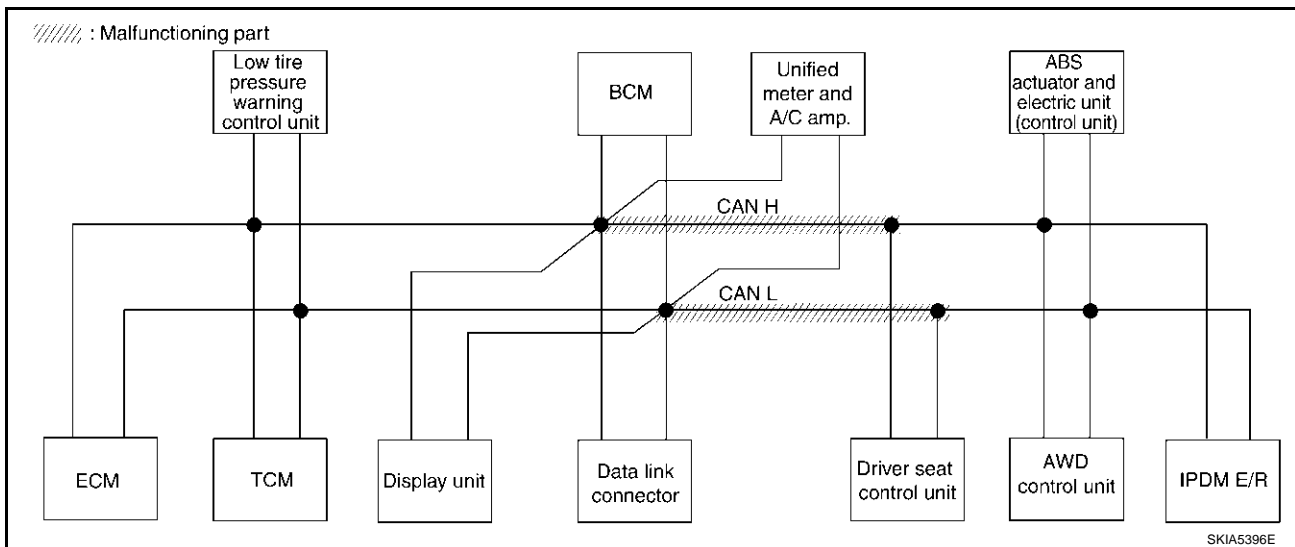 : Malfunctioning part
Low tire
pressure
warning
control unit
BCM
Unified
meter and
A/C amp.
ABS
actuator and
electric unit
(control unit)
CAN H
CAN L
ECM
TCM
Display unit
Data link
connector
Driver seat
control unit
AWD
control unit
IPDM E/R
SKIA5396E